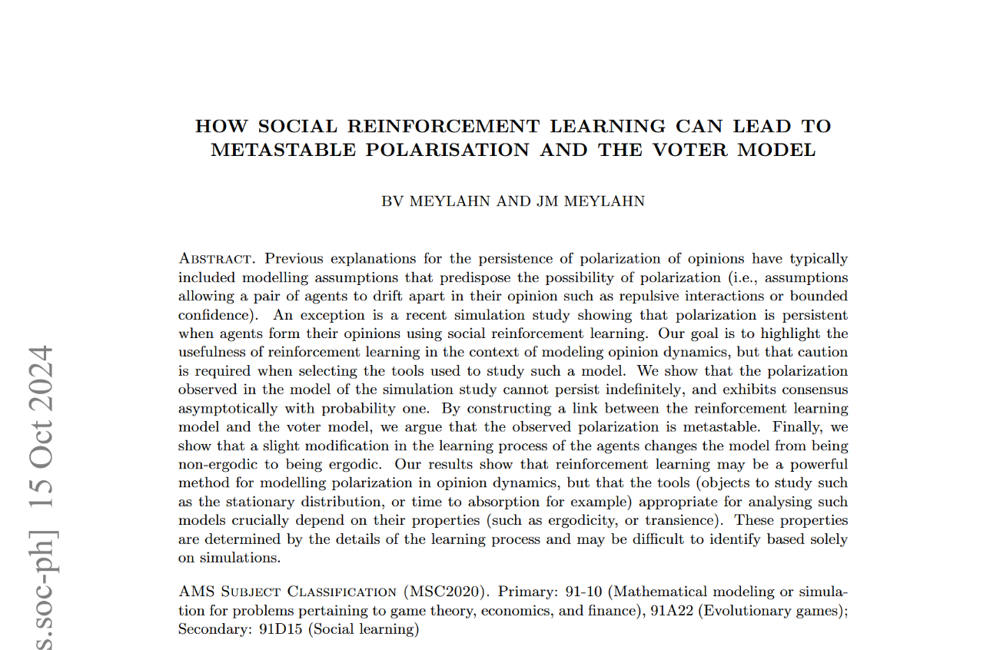 HOW SOCIAL REINFORCEMENT LEARNING CAN LEAD TO
METASTABLE POLARISATION AND THE VOTER MODEL
BV MEYLAHN AND JM MEYLAHN
ABSTRACT. Previous explanations for the persistence of polarization of opinions have typically
included modelling assumptions that predispose the possibility of polarization (i.e., assumptions
allowing a pair of agents to drift apart in their opinion such as repulsive interactions or bounded
confidence). An exception is a recent simulation study showing that polarization is persistent
when agents form their opinions using social reinforcement learning. Our goal is to highlight the
usefulness of reinforcement learning in the context of modeling opinion dynamics, but that caution
is required when selecting the tools used to study such a model. We show that the polarization
observed in the model of the simulation study cannot persist indefinitely, and exhibits consensus
asymptotically with probability one. By constructing a link between the reinforcement learning
model and the voter model, we argue that the observed polarization is metastable. Finally, we
show that a slight modification in the learning process of the agents changes the model from being
non-ergodic to being ergodic. Our results show that reinforcement learning may be a powerful
method for modelling polarization in opinion dynamics, but that the tools (objects to study such
as the stationary distribution, or time to absorption for example) appropriate for analysing such
models crucially depend on their properties (such as ergodicity, or transience). These properties
are determined by the details of the learning process and may be difficult to identify based solely
on simulations.
AMS SUBJECT CLASSIFICATION (MSC2020). Primary: 91-10 (Mathematical modeling or simula-
tion for problems pertaining to game theory, economics, and finance), 91A22 (Evolutionary games);
Secondary: 91D15 (Social learning)
s.soc-ph] 15 Oct 2024